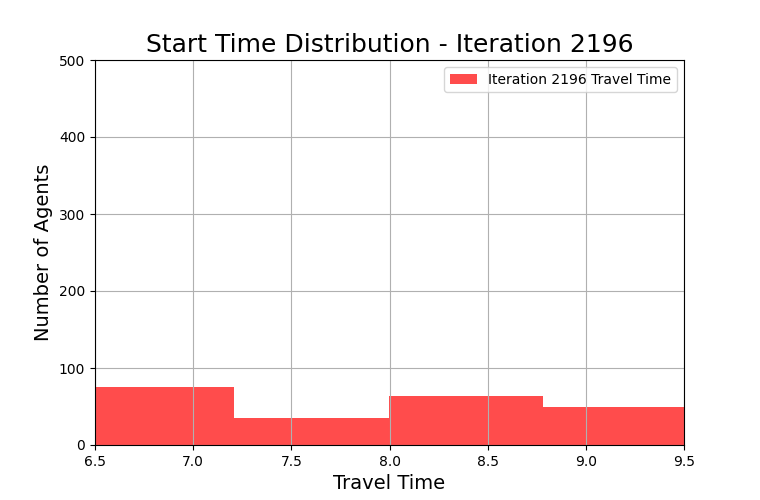 Start Time Distribution - Iteration 2196
Iteration 2196 Travel Time
Number of Agents
500
400
300
200
100
0
6.5 7.0 7.5 8.0 8.5 9.0 9.5
Travel Time